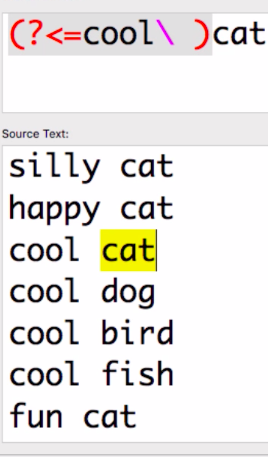 (?<=cool\ )cat
Source Text:
silly cat
happy cat
cool cat
cool dog
cool bird
cool fish
fun cat